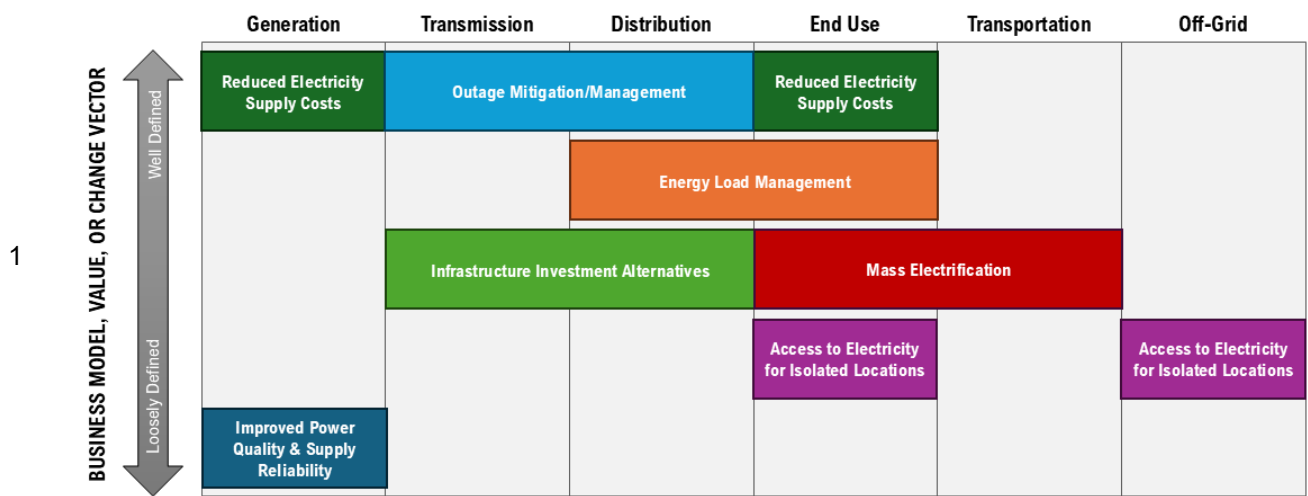 Generation Transmission Distribution End Use Transportation Off-Grid
BUSINESS MODEL, VALUE, OR CHANGE VECTOR
Well Defined
Loosely Defined
Reduced Electricity
Supply Costs
Outage Mitigation/Management
Reduced Electricity
Supply Costs
Energy Load Management
1
Infrastructure Investment Alternatives
Mass Electrification
Access to Electricity
for Isolated Locations
Access to Electricity
for Isolated Locations
Improved Power
Quality & Supply
Reliability